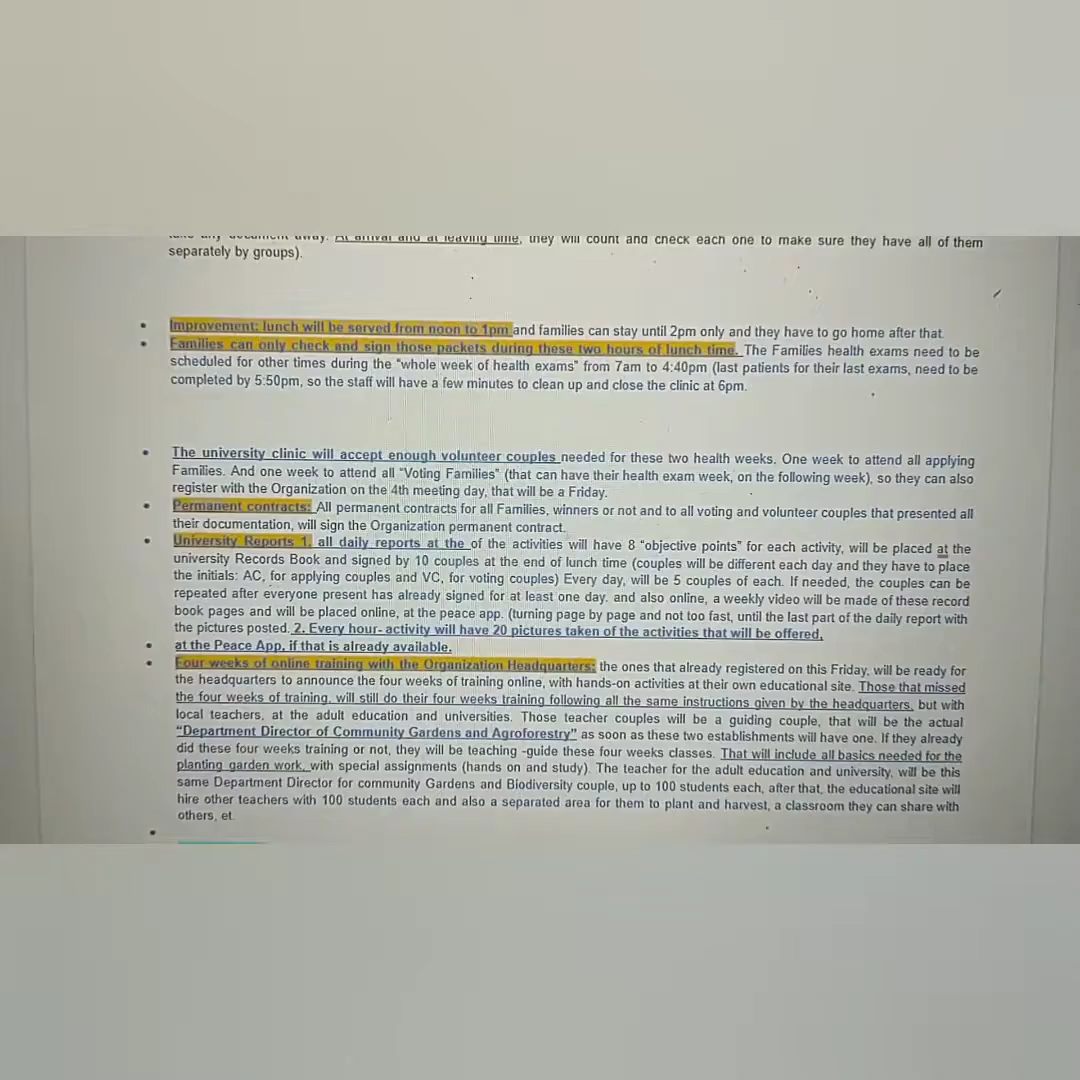 take any document away. At arrival and at leaving time, they will count and check each one to make sure they have all of them
separately by groups).
Improvement: lunch will be served from noon to 1pm and families can stay until 2pm only and they have to go home after that.
Families can only check and sign those packets during these two hours of lunch time. The Families health exams need to be
scheduled for other times during the "whole week of health exams" from 7am to 4:40pm (last patients for their last exams, need to be
completed by 5:50pm, so the staff will have a few minutes to clean up and close the clinic at 6pm.
The university clinic will accept enough volunteer couples needed for these two health weeks. One week to attend all applying
Families. And one week to attend all "Voting Families" (that can have their health exam week, on the following week), so they can also
register with the Organization on the 4th meeting day, that will be a Friday.
Permanent contracts: All permanent contracts for all Families, winners or not and to all voting and volunteer couples that presented all
their documentation, will sign the Organization permanent contract.
University Reports 1. all daily reports at the of the activities will have 8 "objective points" for each activity, will be placed at the
university Records Book and signed by 10 couples at the end of lunch time (couples will be different each day and they have to place
the initials: AC, for applying couples and VC, for voting couples) Every day, will be 5 couples of each. If needed, the couples can be
repeated after everyone present has already signed for at least one day. and also online, a weekly video will be made of these record
book pages and will be placed online, at the peace app. (turning page by page and not too fast, until the last part of the daily report with
the pictures posted. 2. Every hour- activity will have 20 pictures taken of the activities that will be offered,
at the Peace App, if that is already available.
Four weeks of online training with the Organization Headquarters: the ones that already registered on this Friday, will be ready for
the headquarters to announce the four weeks of training online, with hands-on activities at their own educational site. Those that missed
the four weeks of training, will still do their four weeks training following all the same instructions given by the headquarters, but with
local teachers, at the adult education and universities. Those teacher couples will be a guiding couple, that will be the actual
"Department Director of Community Gardens and Agroforestry" as soon as these two establishments will have one. If they already
did these four weeks training or not, they will be teaching -guide these four weeks classes. That will include all basics needed for the
planting garden work, with special assignments (hands on and study). The teacher for the adult education and university, will be this
same Department Director for community Gardens and Biodiversity couple, up to 100 students each, after that, the educational site will
hire other teachers with 100 students each and also a separated area for them to plant and harvest, a classroom they can share with
others, et.